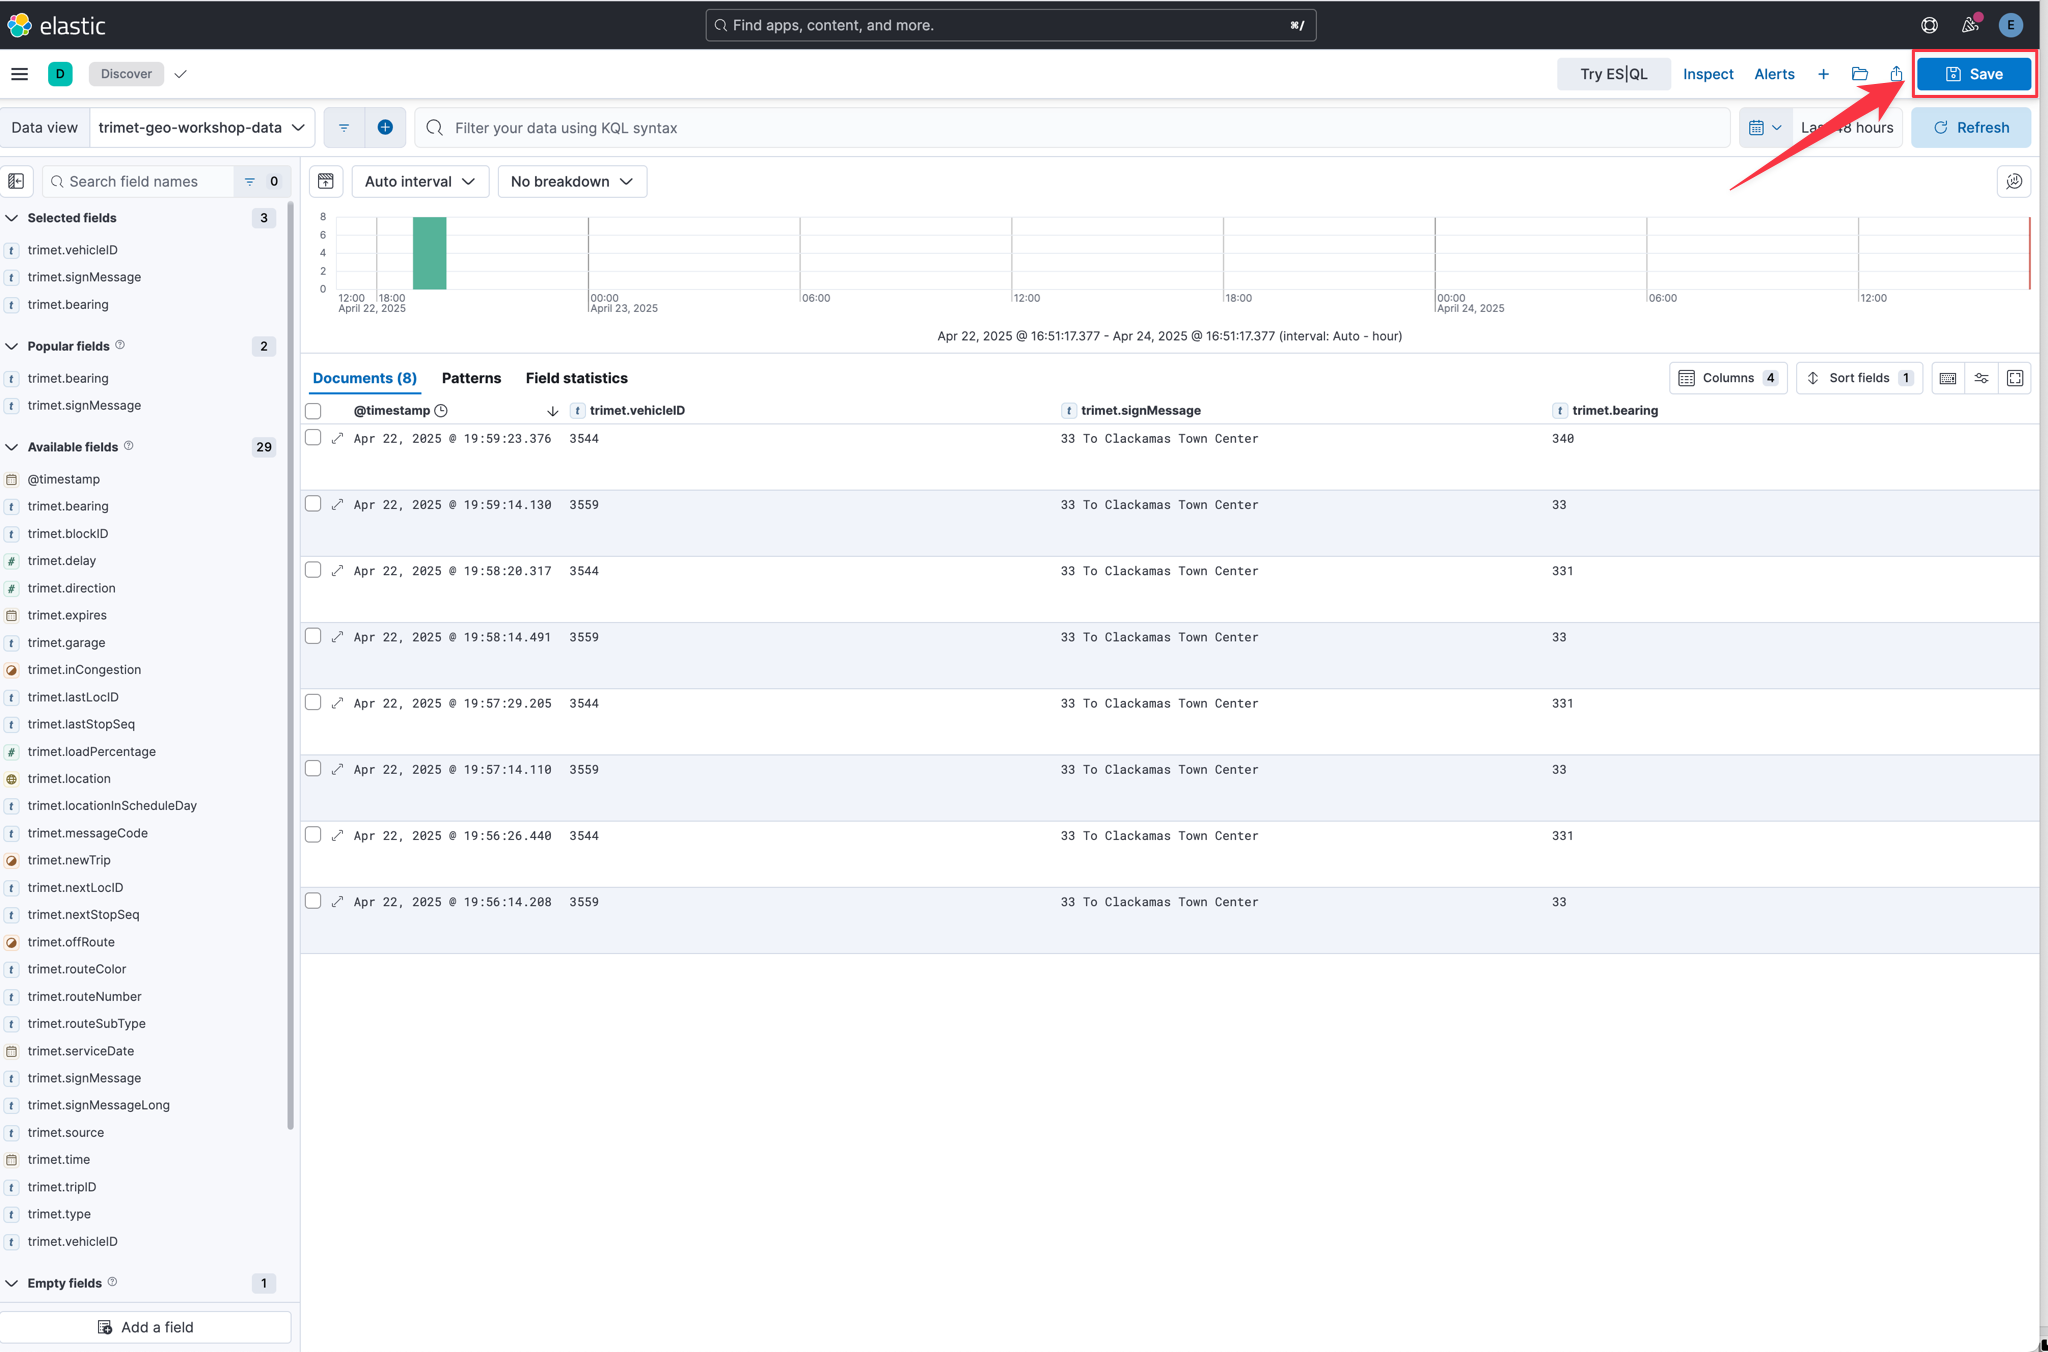 elastic
Find apps, content, and more.
⌘/
E
D
Discover
Try ES|QL
Inspect
Alerts
Save
Data view
trimet-geo-workshop-data
Filter your data using KQL syntax
Refresh
Search field names
0
Auto interval
No breakdown
Selected fields
3
trimet.vehicleID
trimet.signMessage
trimet.bearing
Popular fields
2
trimet.bearing
trimet.signMessage
Available fields
29
@timestamp
trimet.bearing
trimet.blockID
trimet.delay
trimet.direction
trimet.expires
trimet.garage
trimet.inCongestion
trimet.lastLocID
trimet.lastStopSeq
trimet.loadPercentage
trimet.location
trimet.locationInScheduleDay
trimet.messageCode
trimet.newTrip
trimet.nextLocID
trimet.nextStopSeq
trimet.offRoute
trimet.routeColor
trimet.routeNumber
trimet.routeSubType
trimet.serviceDate
trimet.signMessage
trimet.signMessageLong
trimet.source
trimet.time
trimet.tripID
trimet.type
trimet.vehicleID
Empty fields
1
Add a field
8
6
4
2
0
12:00 18:00 00:00 06:00 12:00 18:00 00:00 06:00 12:00
April 22, 2025 April 23, 2025 April 24, 2025
Apr 22, 2025 @ 16:51:17.377 - Apr 24, 2025 @ 16:51:17.377 (interval: Auto - hour)
Documents (8)
Patterns
Field statistics
Columns 4
Sort fields 1
@timestamp t trimet.vehicleID t trimet.signMessage t trimet.bearing
Apr 22, 2025 @ 19:59:23.376 3544 33 To Clackamas Town Center 340
Apr 22, 2025 @ 19:59:14.130 3559 33 To Clackamas Town Center 33
Apr 22, 2025 @ 19:58:20.317 3544 33 To Clackamas Town Center 331
Apr 22, 2025 @ 19:58:14.491 3559 33 To Clackamas Town Center 33
Apr 22, 2025 @ 19:57:29.205 3544 33 To Clackamas Town Center 331
Apr 22, 2025 @ 19:57:14.110 3559 33 To Clackamas Town Center 33
Apr 22, 2025 @ 19:56:26.440 3544 33 To Clackamas Town Center 331
Apr 22, 2025 @ 19:56:14.208 3559 33 To Clackamas Town Center 33